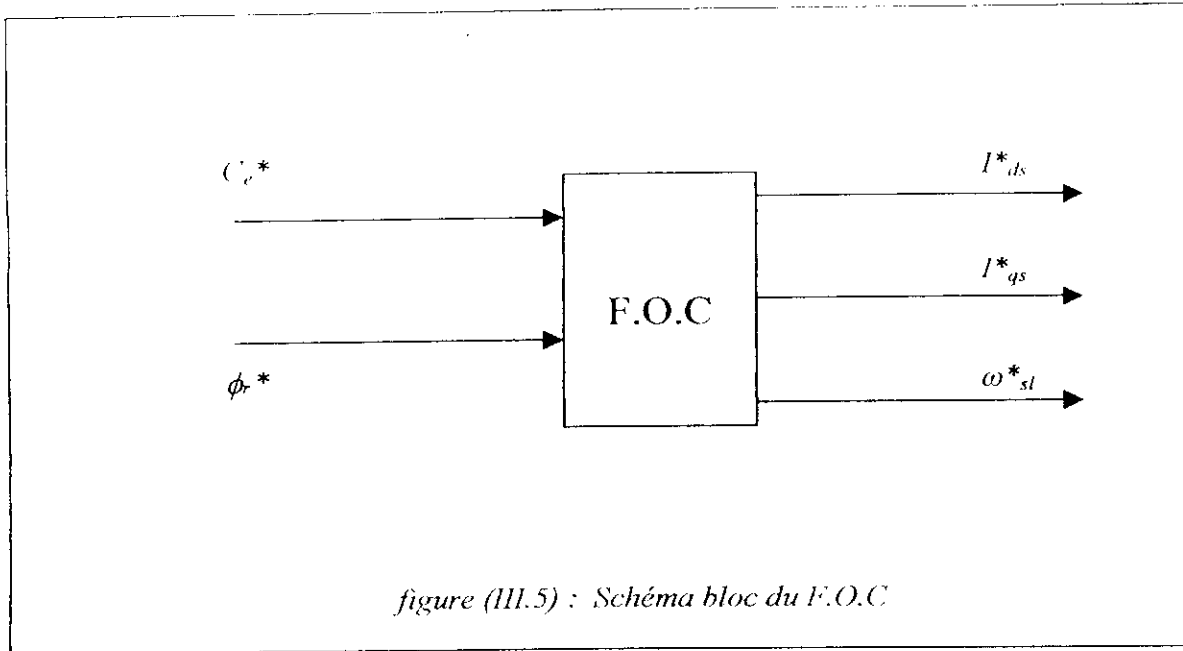 C_e*
I*_ds
F.O.C
I*_qs
ϕ_r*
ω*_sl
figure (III.5) : Schéma bloc du F.O.C